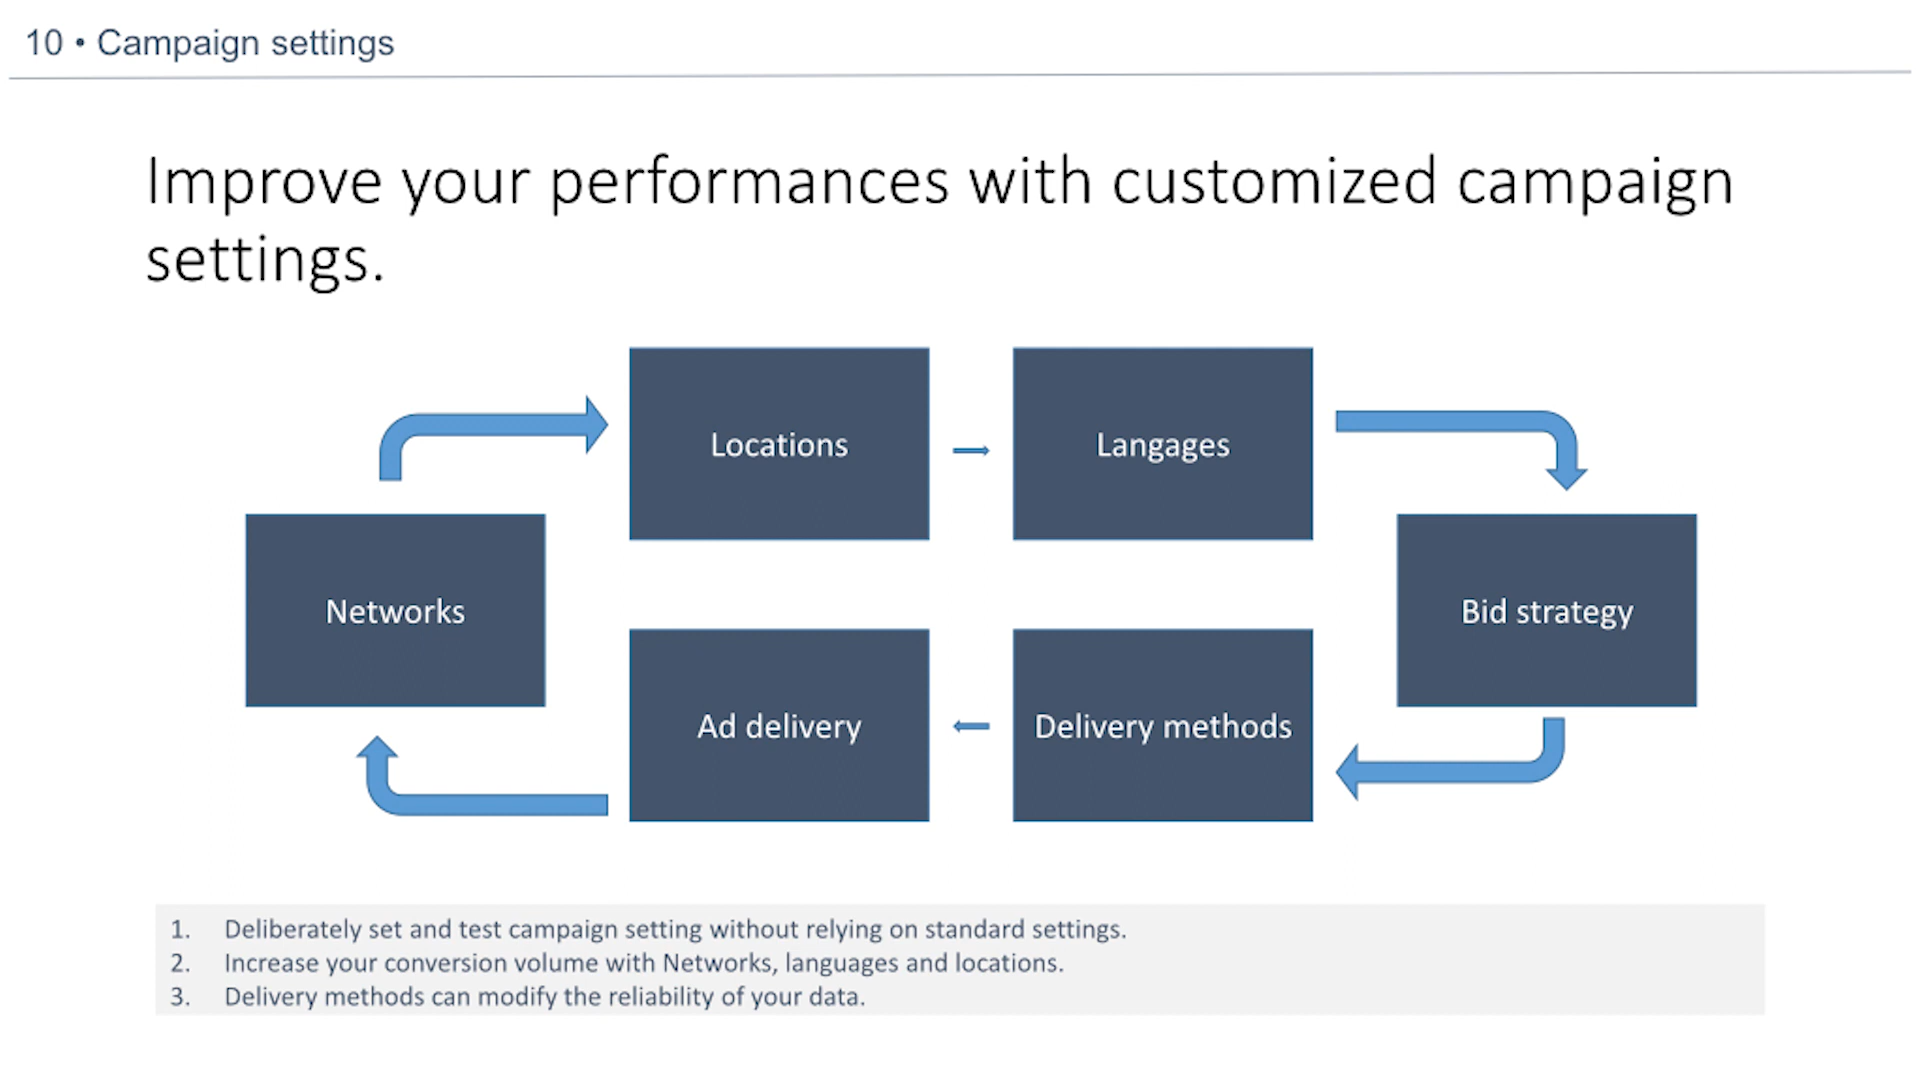 10 • Campaign settings
Improve your performances with customized campaign
settings.
Locations
Langages
Networks
Bid strategy
Ad delivery
Delivery methods
1. Deliberately set and test campaign setting without relying on standard settings.
2. Increase your conversion volume with Networks, languages and locations.
3. Delivery methods can modify the reliability of your data.